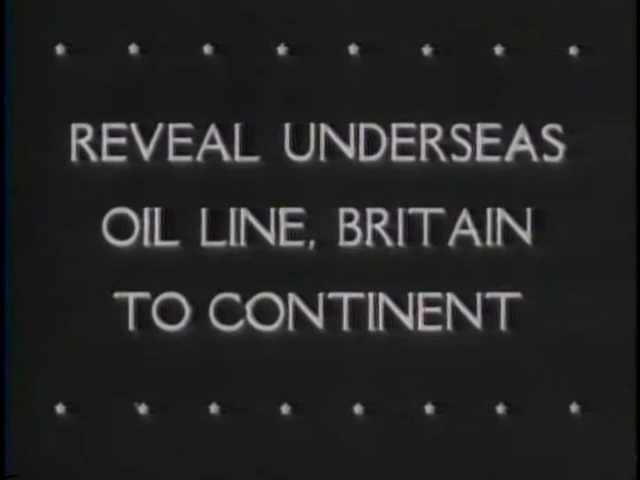 REVEAL UNDERSEAS
OIL LINE, BRITAIN
TO CONTINENT